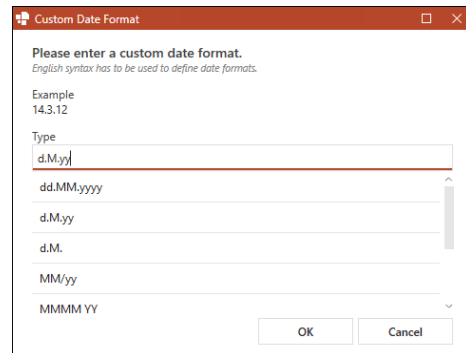 Custom Date Format
Please enter a custom date format.
English syntax has to be used to define date formats.
Example
14.3.12
Type
d.M.yy
dd.MM.yyyy
d.M.yy
d.M.
MM/yy
MMMM YY
OK Cancel